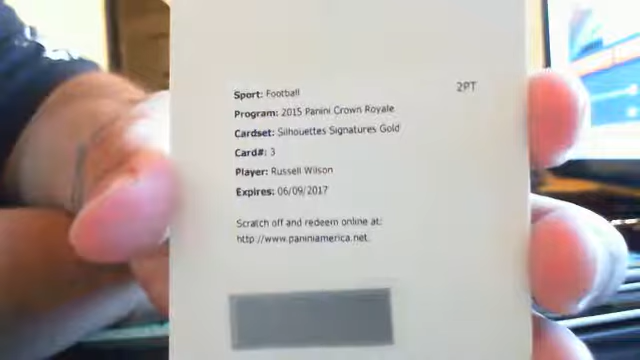 Sport: Football 2PT
Program: 2015 Panini Crown Royale
Cardset: Silhouettes Signatures Gold
Card#: 3
Player: Russell Wilson
Expires: 06/09/2017
Scratch off and redeem online at:
http://www.paniniamerica.net.